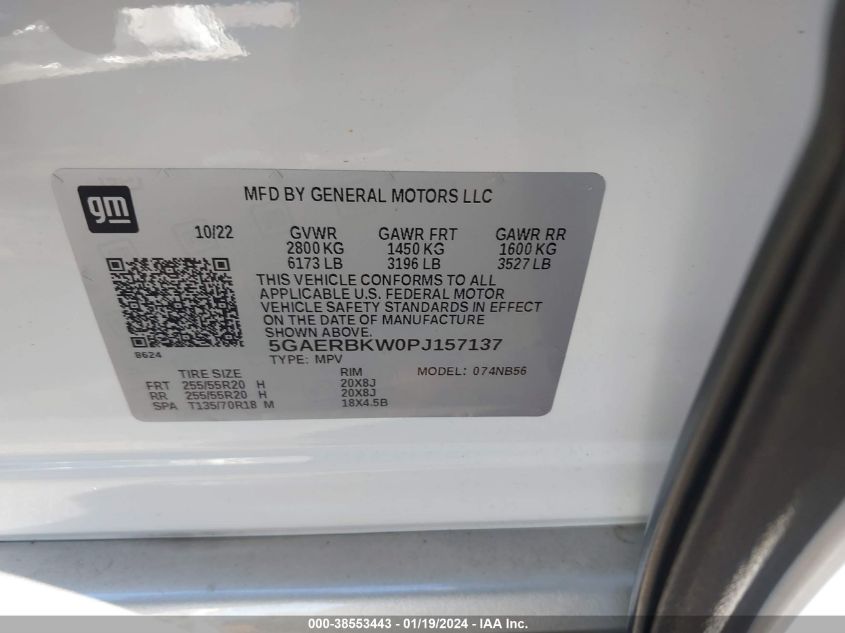 gm
MFD BY GENERAL MOTORS LLC
10/22 GVWR GAWR FRT GAWR RR
2800 KG 1450 KG 1600 KG
6173 LB 3196 LB 3527 LB
THIS VEHICLE CONFORMS TO ALL
APPLICABLE U.S. FEDERAL MOTOR
VEHICLE SAFETY STANDARDS IN EFFECT
ON THE DATE OF MANUFACTURE
SHOWN ABOVE.
8624
5GAERBKW0PJ157137
TYPE: MPV MODEL: 074NB56
TIRE SIZE RIM
FRT 255/55R20 H 20X8J
RR 255/55R20 H 20X8J
SPA T135/70R18 M 18X4.5B
000-38553443 - 01/19/2024 - IAA Inc.